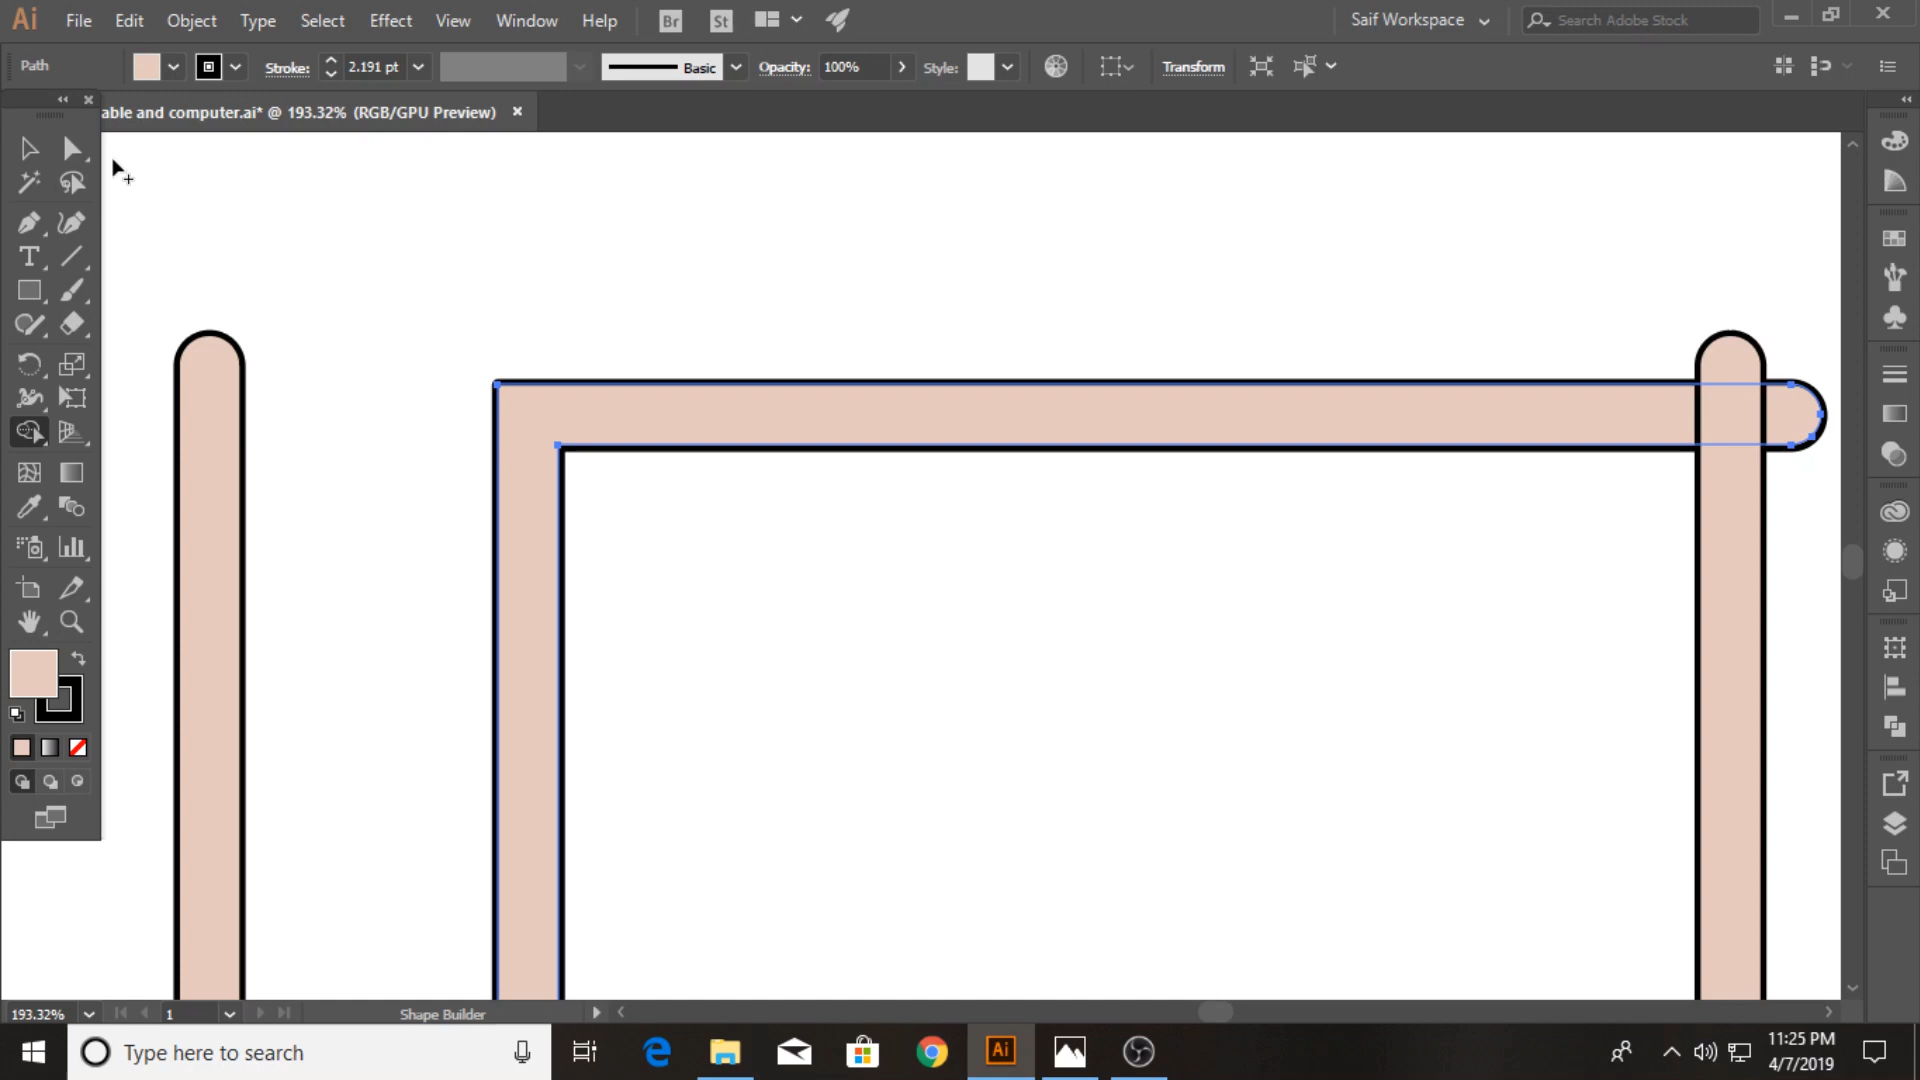 Ai File Edit Object Type Select Effect View Window Help Br St Saif Workspace Search Adobe Stock
Path Stroke: 2.191 pt Basic Opacity: 100% Style: Transform
able and computer.ai* @ 193.32% (RGB/GPU Preview)
T
193.32% 1 Shape Builder
Type here to search Ai 11:25 PM
4/7/2019